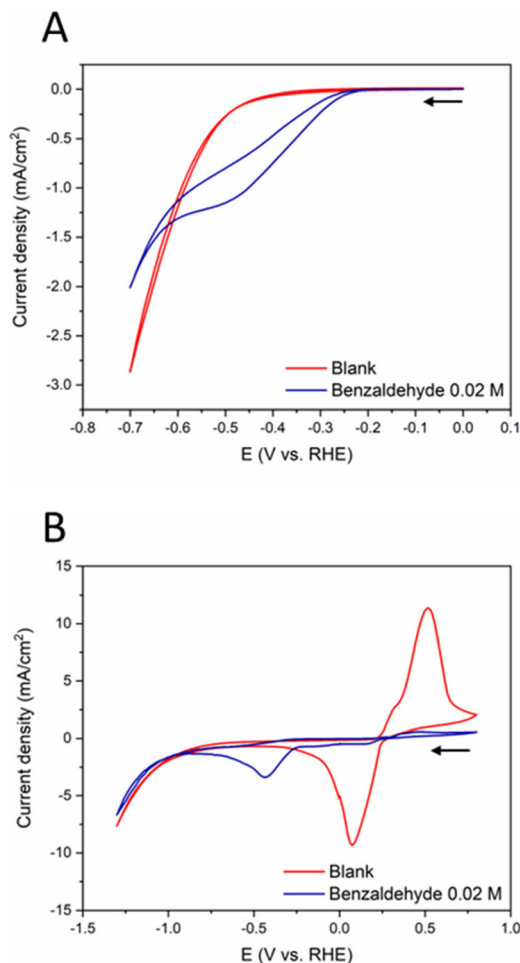 A
0.0
-0.5
-1.0
-1.5
-2.0
-2.5
-3.0
Current density (mA/cm²)
Blank
Benzaldehyde 0.02 M
-0.8 -0.7 -0.6 -0.5 -0.4 -0.3 -0.2 -0.1 0.0 0.1
E (V vs. RHE)
B
15
10
5
0
-5
-10
-15
Current density (mA/cm²)
Blank
Benzaldehyde 0.02 M
-1.5 -1.0 -0.5 0.0 0.5 1.0
E (V vs. RHE)